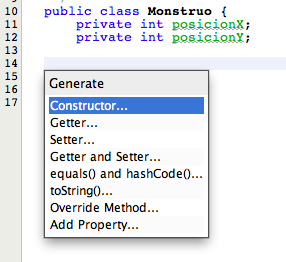 10 public class Monstruo {
11 private int posicionX;
12 private int posicionY;
13
14
15 Generate
16 Constructor...
17 Getter...
Setter...
Getter and Setter...
equals() and hashCode()...
toString()...
Override Method...
Add Property...